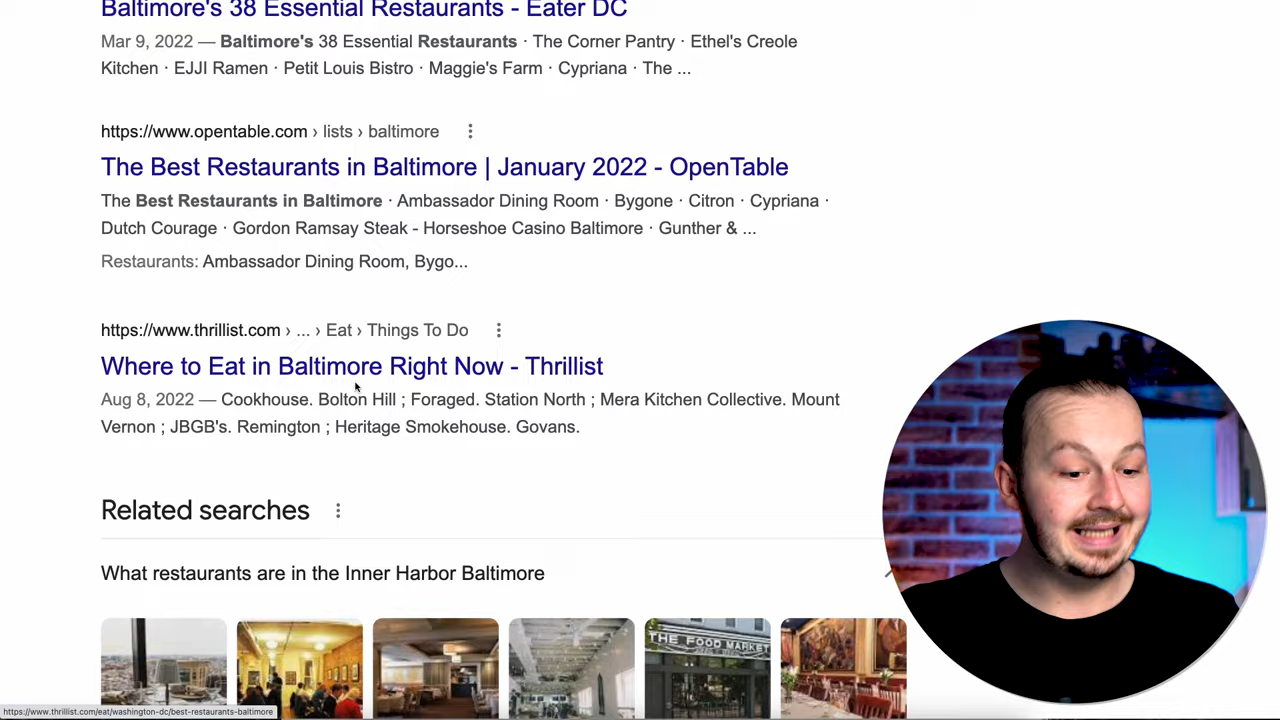 Baltimore's 38 Essential Restaurants - Eater DC
Mar 9, 2022 — Baltimore's 38 Essential Restaurants · The Corner Pantry · Ethel's Creole
Kitchen · EJJI Ramen · Petit Louis Bistro · Maggie's Farm · Cypriana · The ...
https://www.opentable.com › lists › baltimore
The Best Restaurants in Baltimore | January 2022 - OpenTable
The Best Restaurants in Baltimore · Ambassador Dining Room · Bygone · Citron · Cypriana ·
Dutch Courage · Gordon Ramsay Steak - Horseshoe Casino Baltimore · Gunther & ...
Restaurants: Ambassador Dining Room, Bygo...
https://www.thrillist.com › ... › Eat › Things To Do
Where to Eat in Baltimore Right Now - Thrillist
Aug 8, 2022 — Cookhouse. Bolton Hill ; Foraged. Station North ; Mera Kitchen Collective. Mount
Vernon ; JBGB's. Remington ; Heritage Smokehouse. Govans.
Related searches
What restaurants are in the Inner Harbor Baltimore
THE FOOD MARKET
https://www.thrillist.com/eat/washington-dc/best-restaurants-baltimore